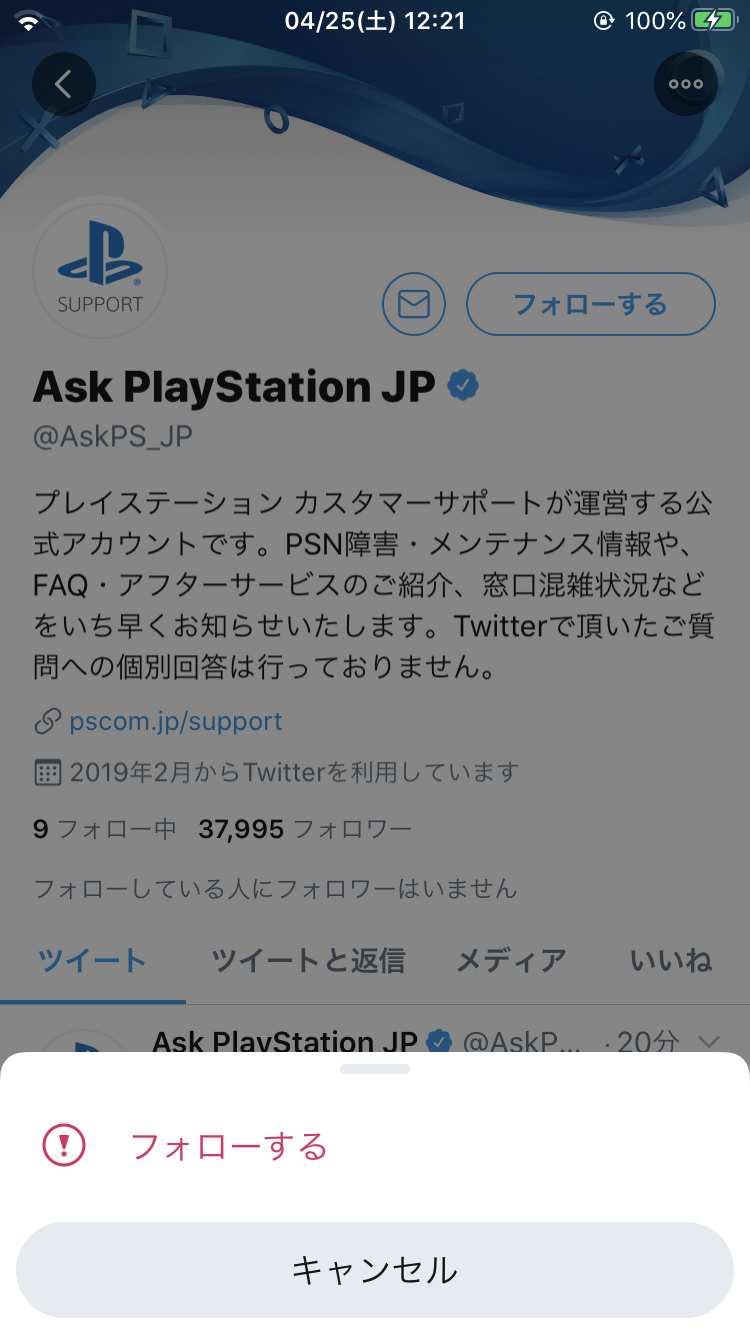 04/25(土) 12:21
100%
SUPPORT
フォローする
Ask PlayStation JP
@AskPS_JP
プレイステーション カスタマーサポートが運営する公
式アカウントです。PSN障害・メンテナンス情報や、
FAQ・アフターサービスのご紹介、窓口混雑状況など
をいち早くお知らせいたします。Twitterで頂いたご質
問への個別回答は行っておりません。
pscom.jp/support
2019年2月からTwitterを利用しています
9 フォロー中 37,995 フォロワー
フォローしている人にフォロワーはいません
ツイート ツイートと返信 メディア いいね
Ask PlayStation JP @AskP... ·20分
フォローする
キャンセル